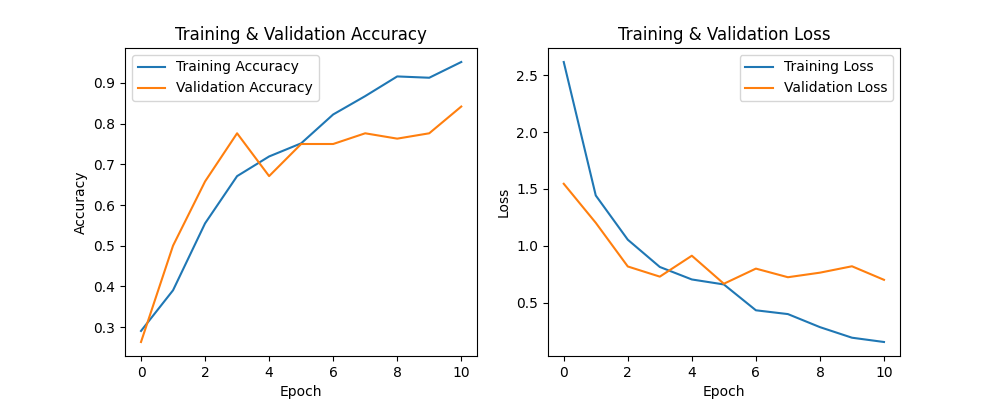 Training & Validation Accuracy
Training Accuracy
Validation Accuracy
0.9
0.8
0.7
0.6
0.5
0.4
0.3
Accuracy
0 2 4 6 8 10
Epoch
Training & Validation Loss
Training Loss
Validation Loss
2.5
2.0
1.5
1.0
0.5
Loss
0 2 4 6 8 10
Epoch